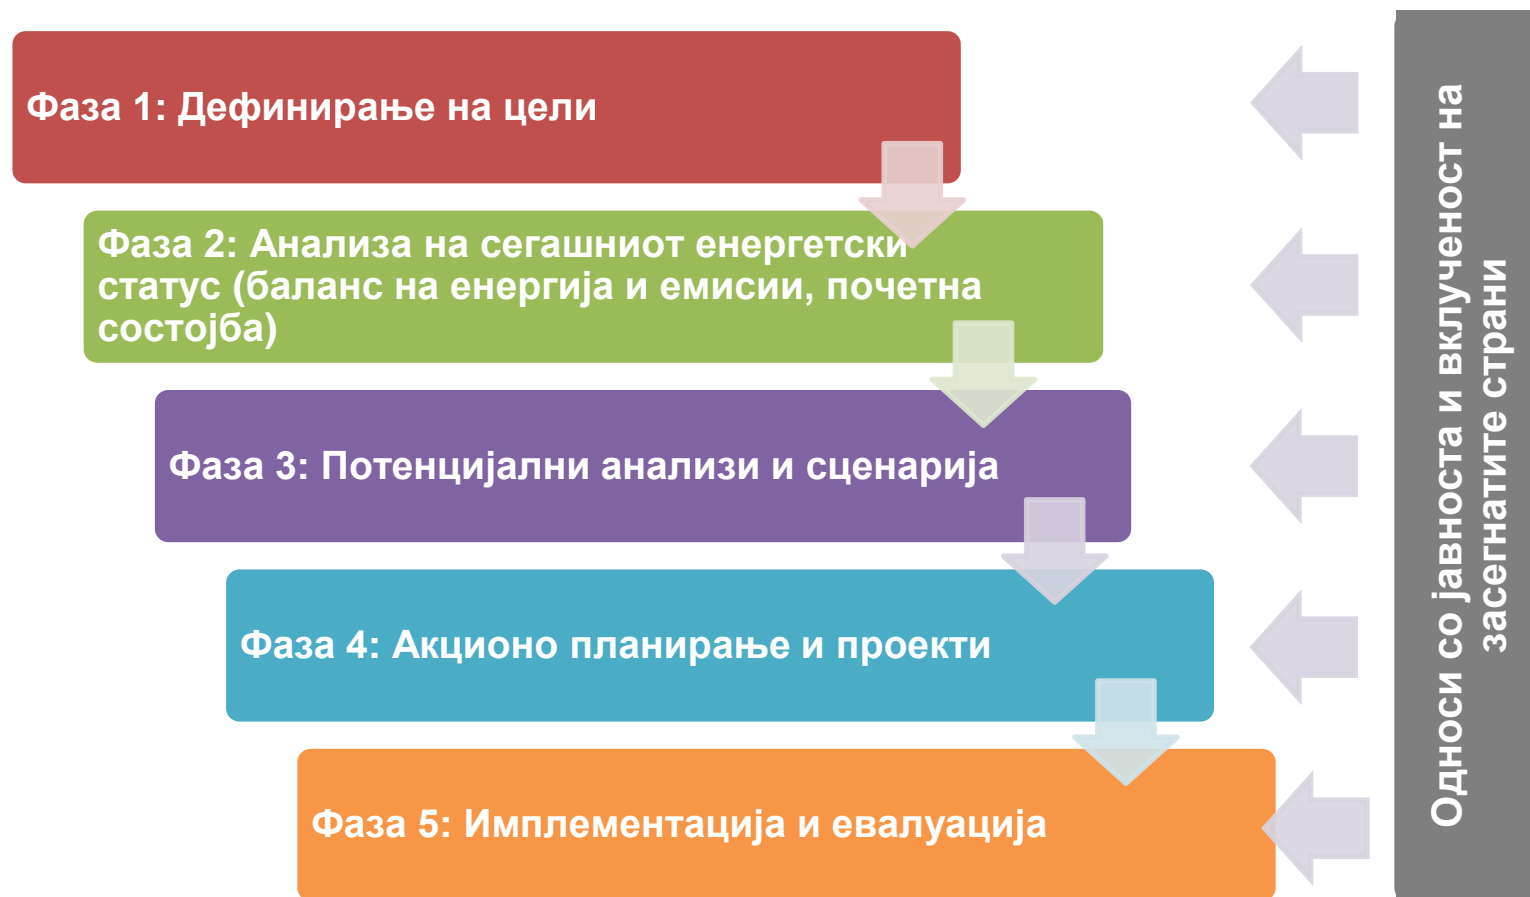 Фаза 1: Дефинирање на цели
Фаза 2: Анализа на сегашниот енергетски
статус (баланс на енергија и емисии, почетна
состојба)
Фаза 3: Потенцијални анализи и сценарија
Фаза 4: Акционо планирање и проекти
Фаза 5: Имплементација и евалуација
Односи со јавноста и вклученост на
засегнатите страни